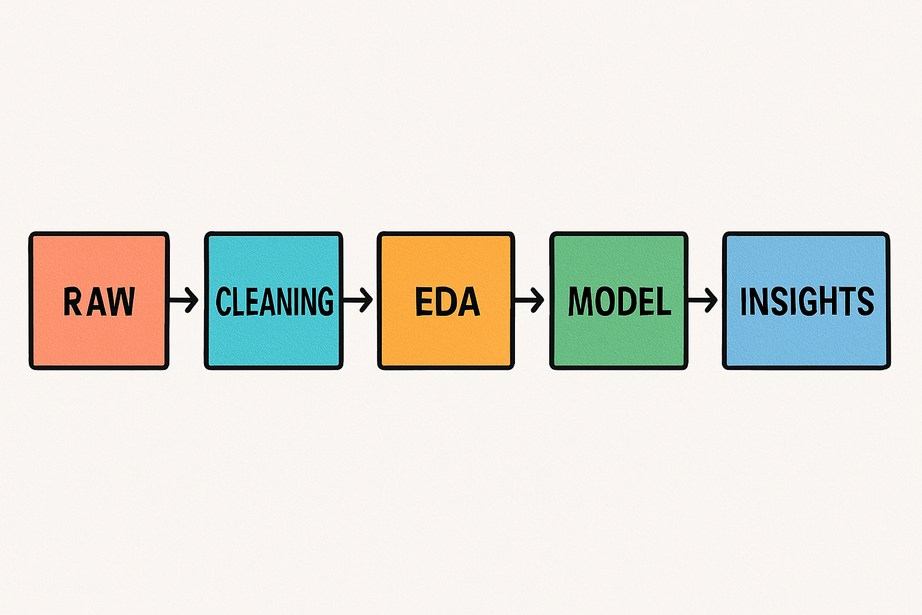 RAW
CLEANING
EDA
MODEL
INSIGHTS